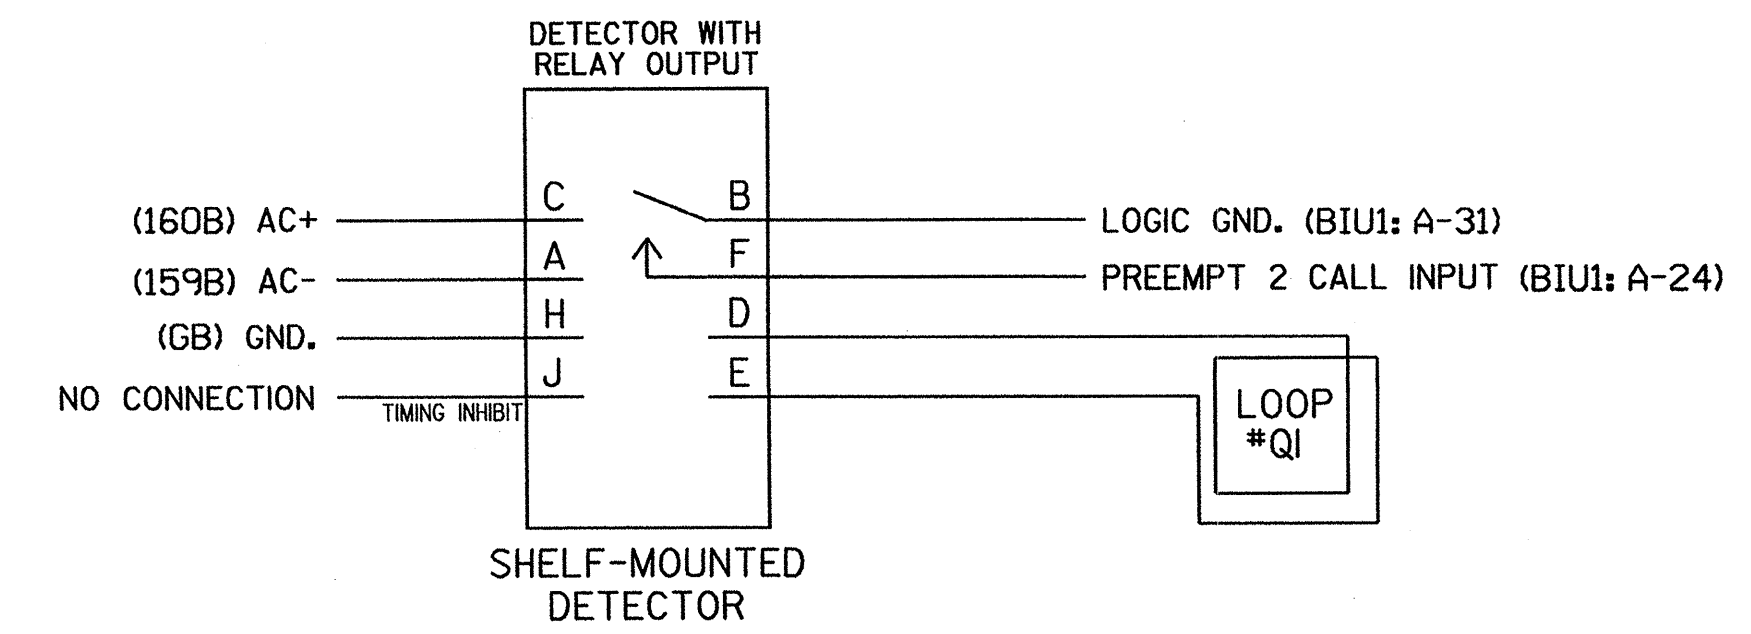 DETECTOR WITH
RELAY OUTPUT
(160B) AC+
C
B
LOGIC GND. (BIU1: A-31)
(159B) AC-
A
F
PREEMPT 2 CALL INPUT (BIU1: A-24)
(GB) GND.
H
D
NO CONNECTION
TIMING INHIBIT
J
E
LOOP
#Q1
SHELF-MOUNTED
DETECTOR